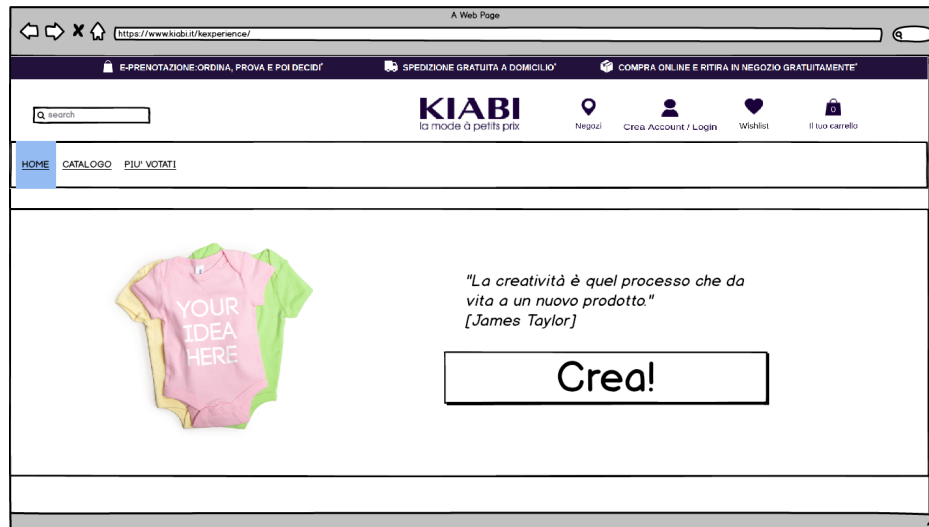 A Web Page
https://www.kiabi.it/kexperience/
E-PRENOTAZIONE:ORDINA, PROVA E POI DECIDI*
SPEDIZIONE GRATUITA A DOMICILIO*
COMPRA ONLINE E RITIRA IN NEGOZIO GRATUITAMENTE*
search
KIABI
la mode à petits prix
Negozi
Crea Account / Login
Wishlist
0
Il tuo carrello
HOME
CATALOGO
PIU' VOTATI
YOUR
IDEA
HERE
"La creatività è quel processo che da
vita a un nuovo prodotto."
[James Taylor]
Crea!